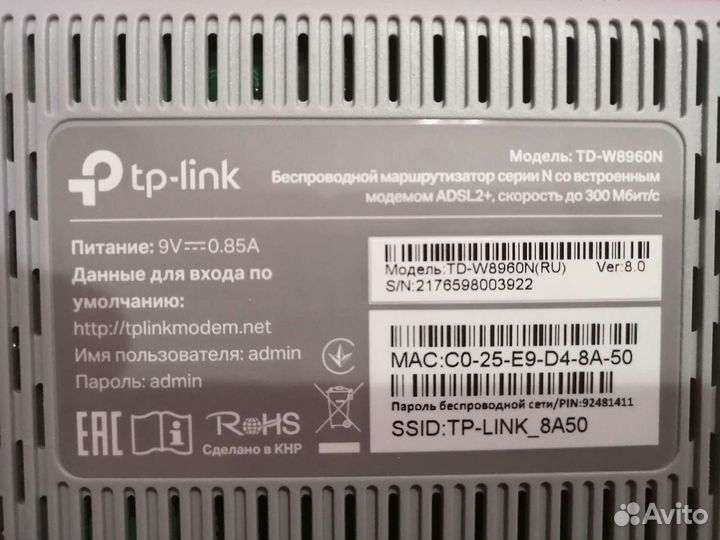 tp-link
Модель: TD-W8960N
Беспроводной маршрутизатор серии N со встроенным
модемом ADSL2+, скорость до 300 Мбит/с
Питание: 9V⎓0.85A
Данные для входа по
умолчанию:
http://tplinkmodem.net
Имя пользователя: admin
Пароль: admin
EAC
RoHS
Сделано в КНР
Модель:TD-W8960N(RU) Ver:8.0
S/N:2176598003922
MAC:C0-25-E9-D4-8A-50
Пароль беспроводной сети/PIN:92481411
SSID:TP-LINK_8A50
Avito